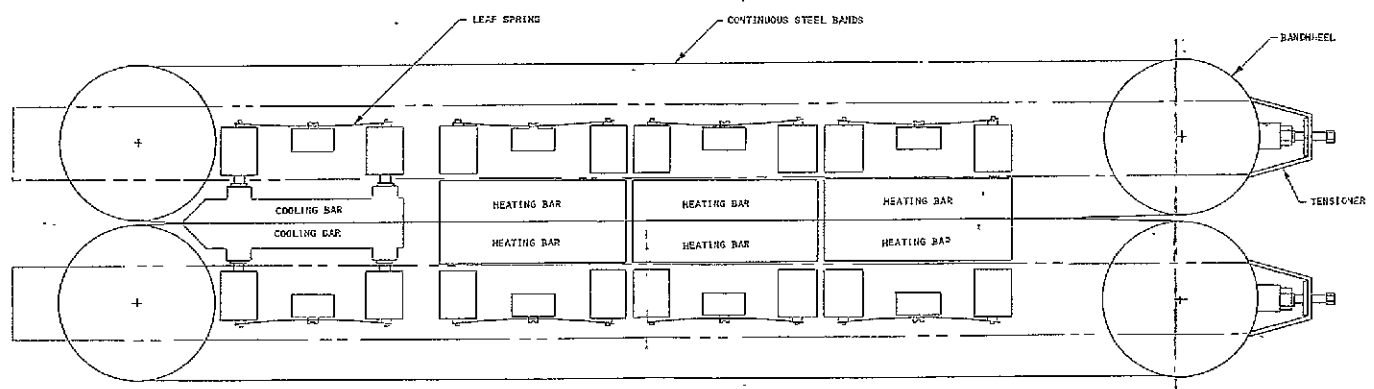 LEAF SPRING
CONTINUOUS STEEL BANDS
BANDWHEEL
COOLING BAR
HEATING BAR
HEATING BAR
HEATING BAR
TENSIONER
COOLING BAR
HEATING BAR
HEATING BAR
HEATING BAR